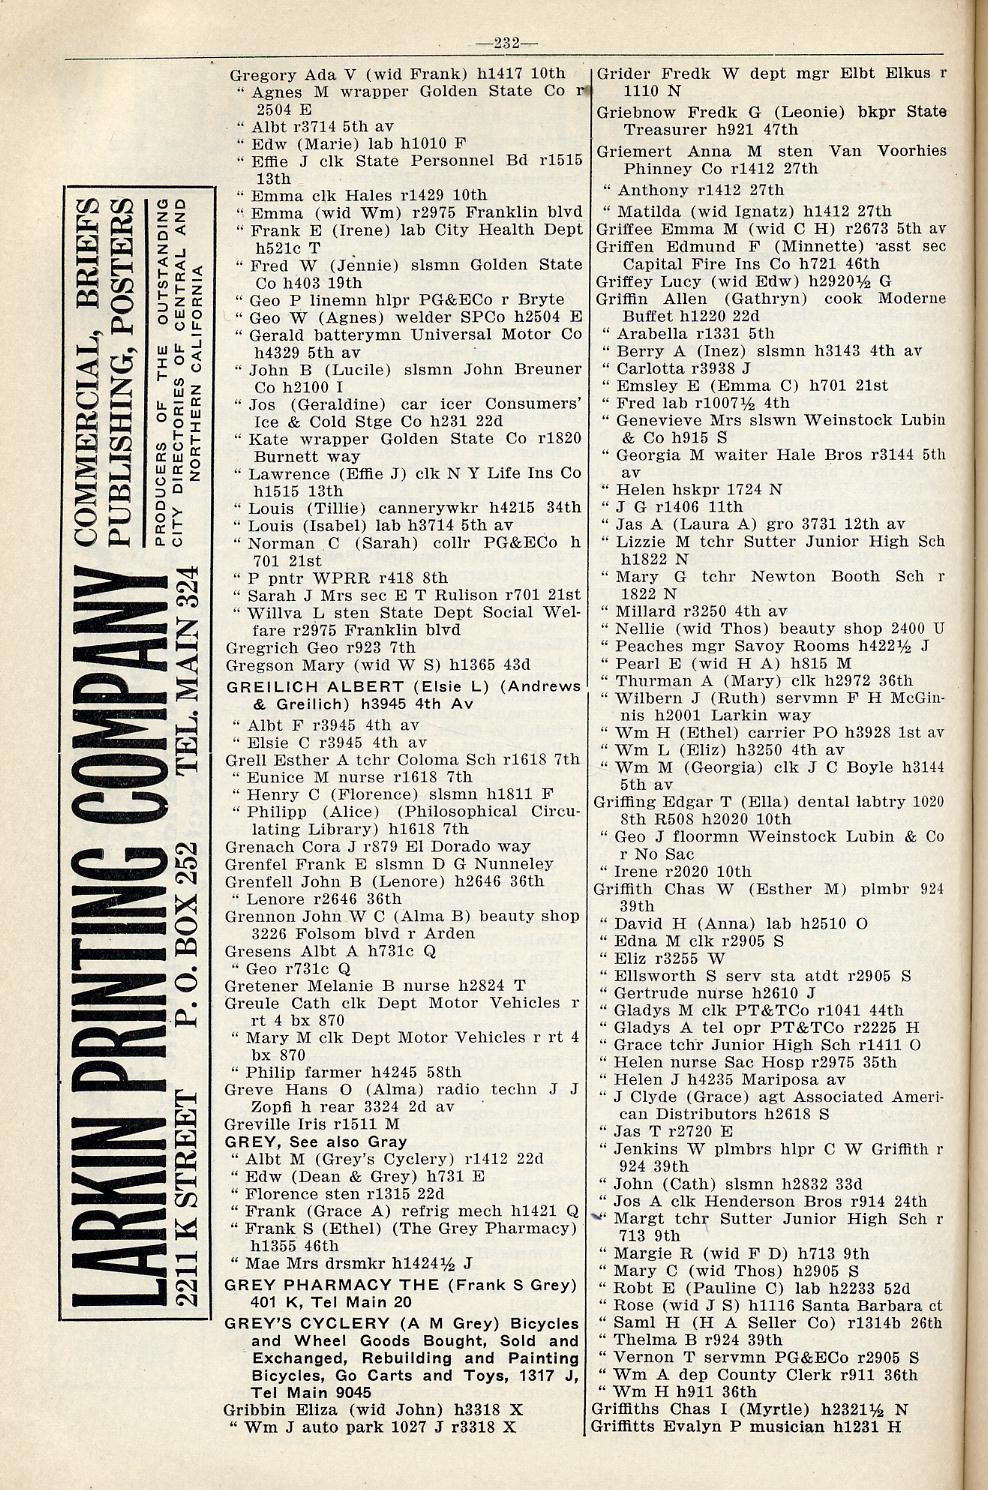 —232—
LARKIN PRINTING COMPANY
2211 K STREET P. O. BOX 252 TEL. MAIN 324
COMMERCIAL, BRIEFS
PUBLISHING, POSTERS
PRODUCERS OF THE OUTSTANDING
CITY DIRECTORIES OF CENTRAL AND
NORTHERN CALIFORNIA
Gregory Ada V (wid Frank) h1417 10th
“ Agnes M wrapper Golden State Co r
2504 E
“ Albt r3714 5th av
“ Edw (Marie) lab h1010 F
“ Effie J clk State Personnel Bd r1515
13th
“ Emma clk Hales r1429 10th
“ Emma (wid Wm) r2975 Franklin blvd
“ Frank E (Irene) lab City Health Dept
h521c T
“ Fred W (Jennie) slsmn Golden State
Co h403 19th
“ Geo P linemn hlpr PG&ECo r Bryte
“ Geo W (Agnes) welder SPCo h2504 E
“ Gerald batterymn Universal Motor Co
h4329 5th av
“ John B (Lucile) slsmn John Breuner
Co h2100 I
“ Jos (Geraldine) car icer Consumers’
Ice & Cold Stge Co h231 22d
“ Kate wrapper Golden State Co r1820
Burnett way
“ Lawrence (Effie J) clk N Y Life Ins Co
h1515 13th
“ Louis (Tillie) cannerywkr h4215 34th
“ Louis (Isabel) lab h3714 5th av
“ Norman C (Sarah) collr PG&ECo h
701 21st
“ P pntr WPRR r418 8th
“ Sarah J Mrs sec E T Rulison r701 21st
“ Willva L sten State Dept Social Wel-
fare r2975 Franklin blvd
Gregrich Geo r923 7th
Gregson Mary (wid W S) h1365 43d
GREILICH ALBERT (Elsie L) (Andrews
& Greilich) h3945 4th Av
“ Albt F r3945 4th av
“ Elsie C r3945 4th av
Grell Esther A tchr Coloma Sch r1618 7th
“ Eunice M nurse r1618 7th
“ Henry C (Florence) slsmn h1811 F
“ Philipp (Alice) (Philosophical Circu-
lating Library) h1618 7th
Grenach Cora J r879 El Dorado way
Grenfel Frank E slsmn D G Nunneley
Grenfell John B (Lenore) h2646 36th
“ Lenore r2646 36th
Grennon John W C (Alma B) beauty shop
3226 Folsom blvd r Arden
Gresens Albt A h731c Q
“ Geo r731c Q
Gretener Melanie B nurse h2824 T
Greule Cath clk Dept Motor Vehicles r
rt 4 bx 870
“ Mary M clk Dept Motor Vehicles r rt 4
bx 870
“ Philip farmer h4245 58th
Greve Hans O (Alma) radio techn J J
Zopfi h rear 3324 2d av
Greville Iris r1511 M
GREY, See also Gray
“ Albt M (Grey’s Cyclery) r1412 22d
“ Edw (Dean & Grey) h731 E
“ Florence sten r1315 22d
“ Frank (Grace A) refrig mech h1421 Q
“ Frank S (Ethel) (The Grey Pharmacy)
h1355 46th
“ Mae Mrs drsmkr h1424½ J
GREY PHARMACY THE (Frank S Grey)
401 K, Tel Main 20
GREY’S CYCLERY (A M Grey) Bicycles
and Wheel Goods Bought, Sold and
Exchanged, Rebuilding and Painting
Bicycles, Go Carts and Toys, 1317 J,
Tel Main 9045
Gribbin Eliza (wid John) h3318 X
“ Wm J auto park 1027 J r3318 X
Grider Fredk W dept mgr Elbt Elkus r
1110 N
Griebnow Fredk G (Leonie) bkpr State
Treasurer h921 47th
Griemert Anna M sten Van Voorhies
Phinney Co r1412 27th
“ Anthony r1412 27th
“ Matilda (wid Ignatz) h1412 27th
Griffee Emma M (wid C H) r2673 5th av
Griffen Edmund F (Minnette) asst sec
Capital Fire Ins Co h721 46th
Griffey Lucy (wid Edw) h2920½ G
Griffin Allen (Gathryn) cook Moderne
Buffet h1220 22d
“ Arabella r1331 5th
“ Berry A (Inez) slsmn h3143 4th av
“ Carlotta r3938 J
“ Emsley E (Emma C) h701 21st
“ Fred lab r1007½ 4th
“ Genevieve Mrs slswn Weinstock Lubin
& Co h915 S
“ Georgia M waiter Hale Bros r3144 5th
av
“ Helen hskpr 1724 N
“ J G r1406 11th
“ Jas A (Laura A) gro 3731 12th av
“ Lizzie M tchr Sutter Junior High Sch
h1822 N
“ Mary G tchr Newton Booth Sch r
1822 N
“ Millard r3250 4th av
“ Nellie (wid Thos) beauty shop 2400 U
“ Peaches mgr Savoy Rooms h422½ J
“ Pearl E (wid H A) h815 M
“ Thurman A (Mary) clk h2972 36th
“ Wilbern J (Ruth) servmn F H McGin-
nis h2001 Larkin way
“ Wm H (Ethel) carrier PO h3928 1st av
“ Wm L (Eliz) h3250 4th av
“ Wm M (Georgia) clk J C Boyle h3144
5th av
Griffing Edgar T (Ella) dental labtry 1020
8th R508 h2020 10th
“ Geo J floormn Weinstock Lubin & Co
r No Sac
“ Irene r2020 10th
Griffith Chas W (Esther M) plmbr 924
39th
“ David H (Anna) lab h2510 O
“ Edna M clk r2905 S
“ Eliz r3255 W
“ Ellsworth S serv sta atdt r2905 S
“ Gertrude nurse h2610 J
“ Gladys M clk PT&TCo r1041 44th
“ Gladys A tel opr PT&TCo r2225 H
“ Grace tchr Junior High Sch r1411 O
“ Helen nurse Sac Hosp r2975 35th
“ Helen J h4235 Mariposa av
“ J Clyde (Grace) agt Associated Ameri-
can Distributors h2618 S
“ Jas T r2720 E
“ Jenkins W plmbrs hlpr C W Griffith r
924 39th
“ John (Cath) slsmn h2832 33d
“ Jos A clk Henderson Bros r914 24th
“ Margt tchr Sutter Junior High Sch r
713 9th
“ Margie R (wid F D) h713 9th
“ Mary C (wid Thos) h2905 S
“ Robt E (Pauline C) lab h2233 52d
“ Rose (wid J S) h1116 Santa Barbara ct
“ Saml H (H A Seller Co) r1314b 26th
“ Thelma B r924 39th
“ Vernon T servmn PG&ECo r2905 S
“ Wm A dep County Clerk r911 36th
“ Wm H h911 36th
Griffiths Chas I (Myrtle) h2321½ N
Griffitts Evalyn P musician h1231 H